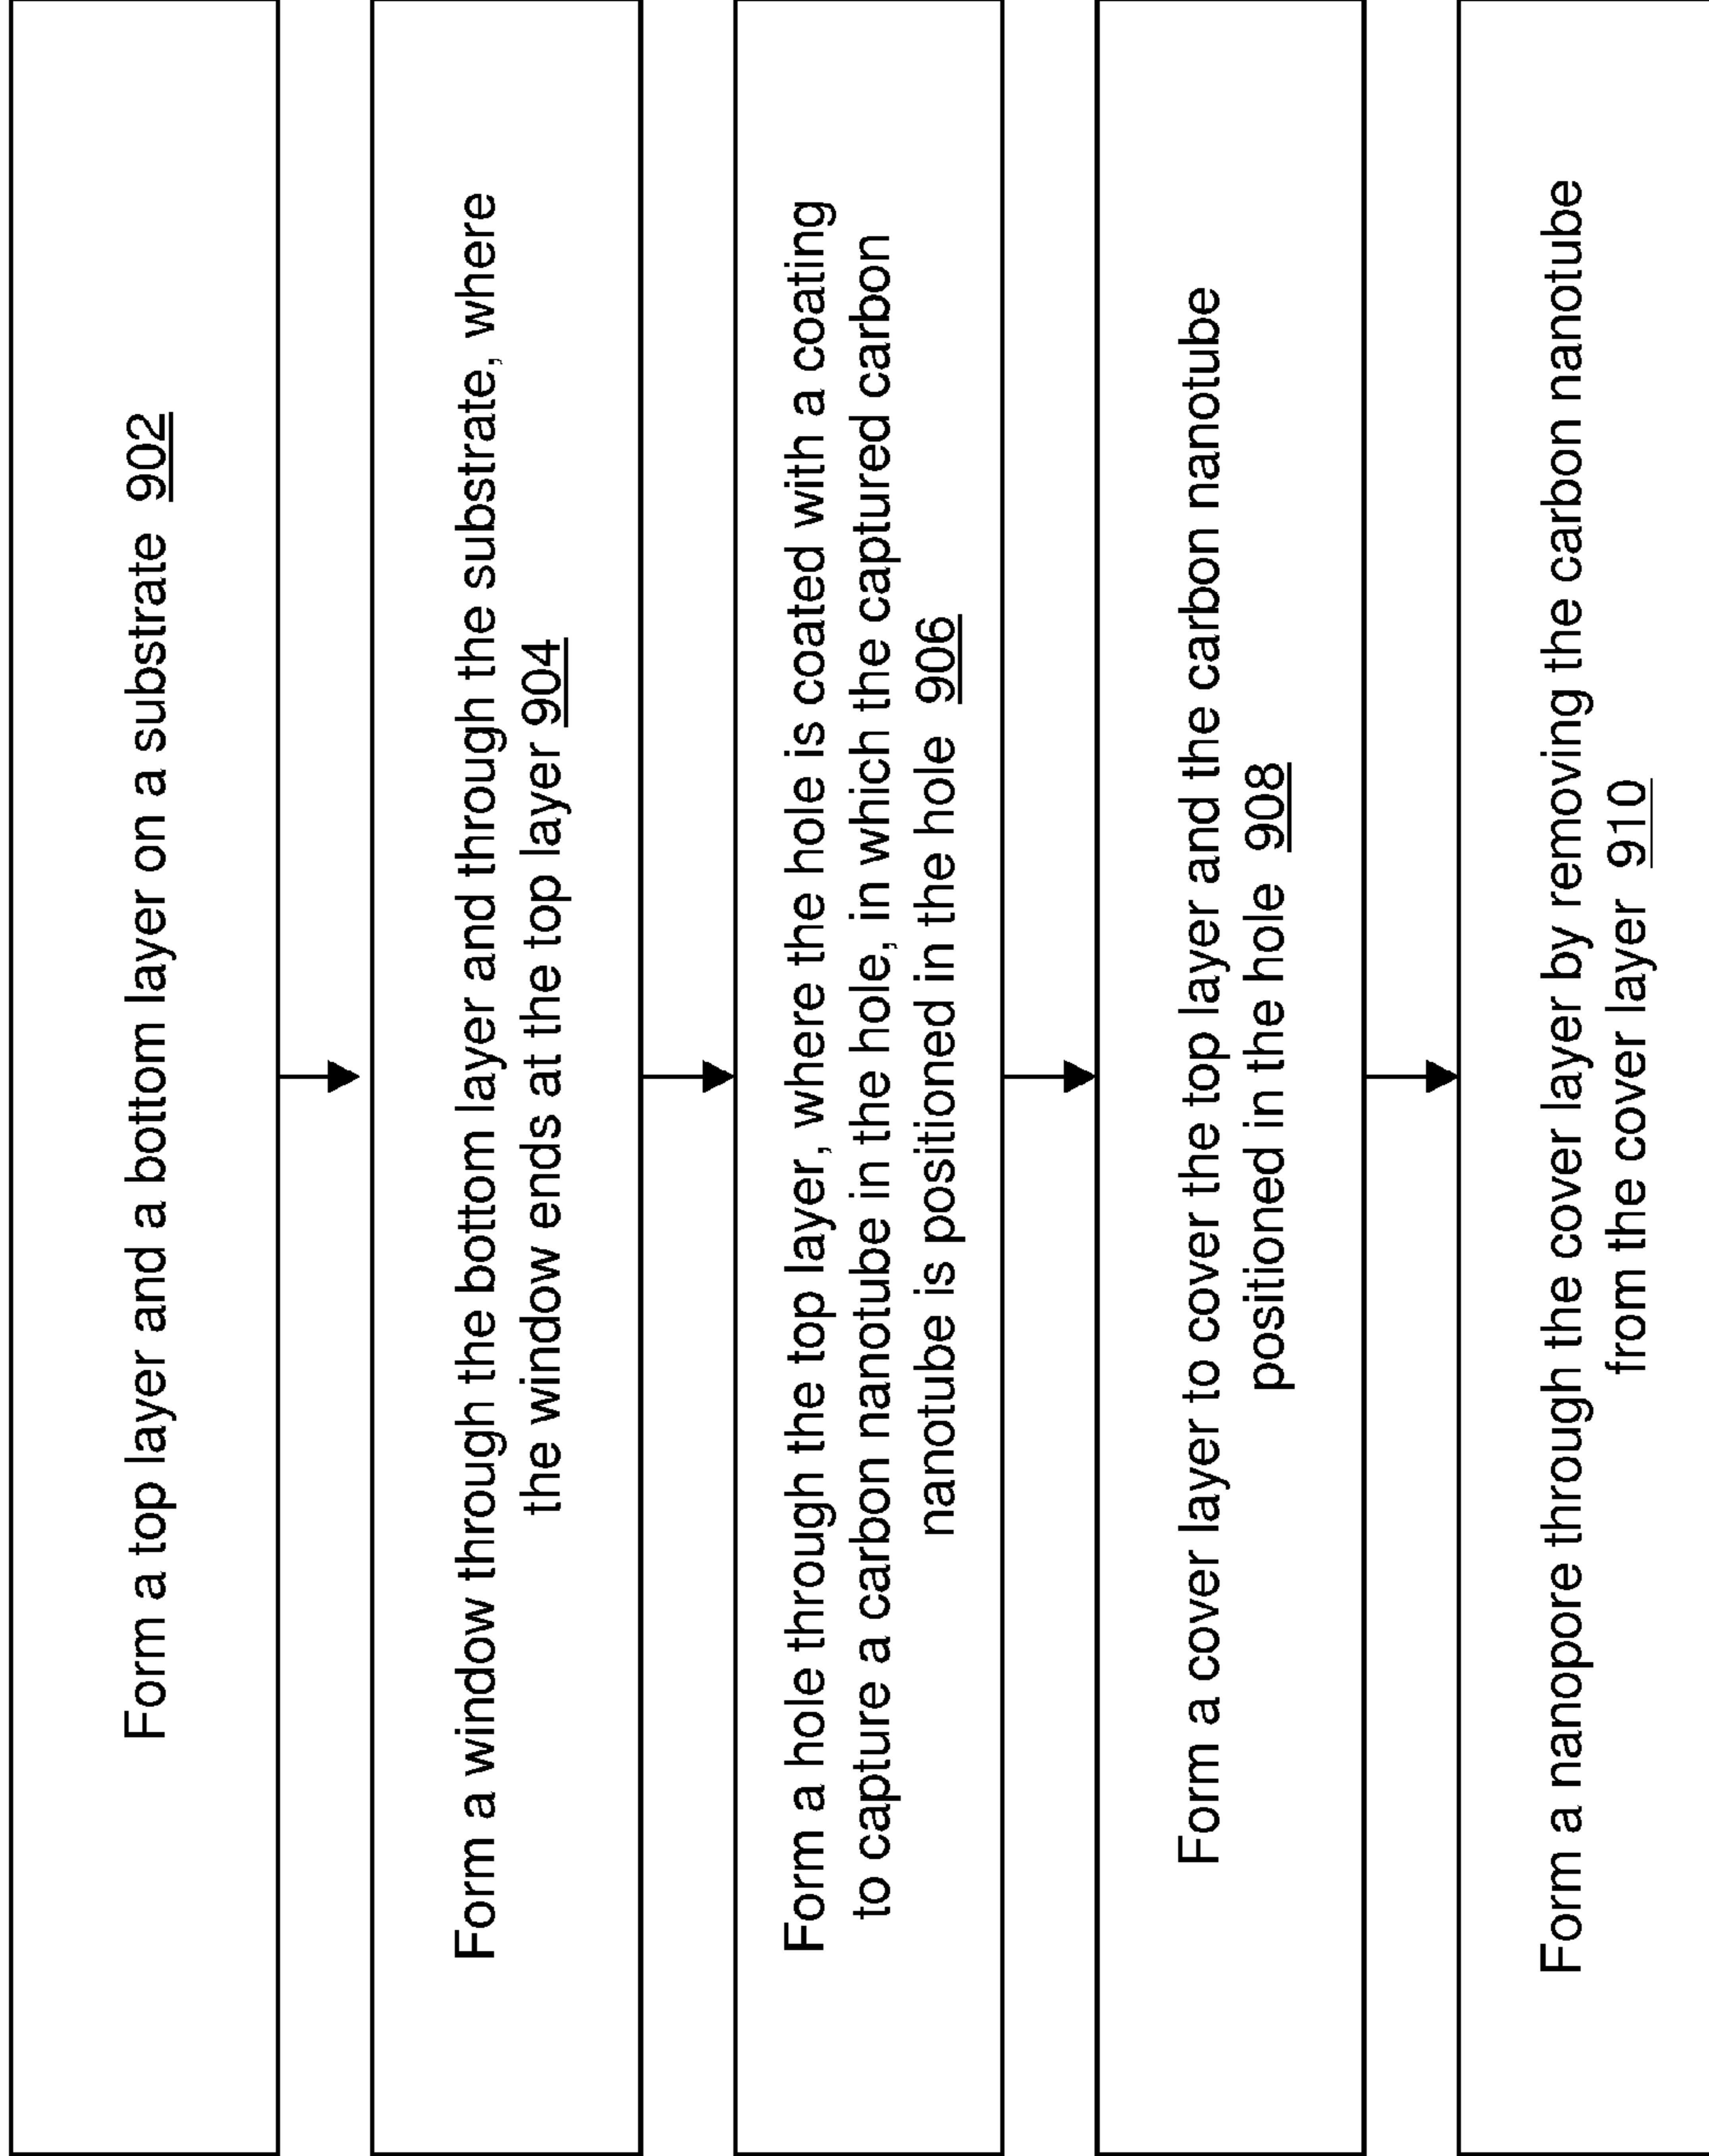 Form a top layer and a bottom layer on a substrate 902
Form a window through the bottom layer and through the substrate, where
the window ends at the top layer 904
Form a hole through the top layer, where the hole is coated with a coating
to capture a carbon nanotube in the hole, in which the captured carbon
nanotube is positioned in the hole 906
Form a cover layer to cover the top layer and the carbon nanotube
positioned in the hole 908
Form a nanopore through the cover layer by removing the carbon nanotube
from the cover layer 910